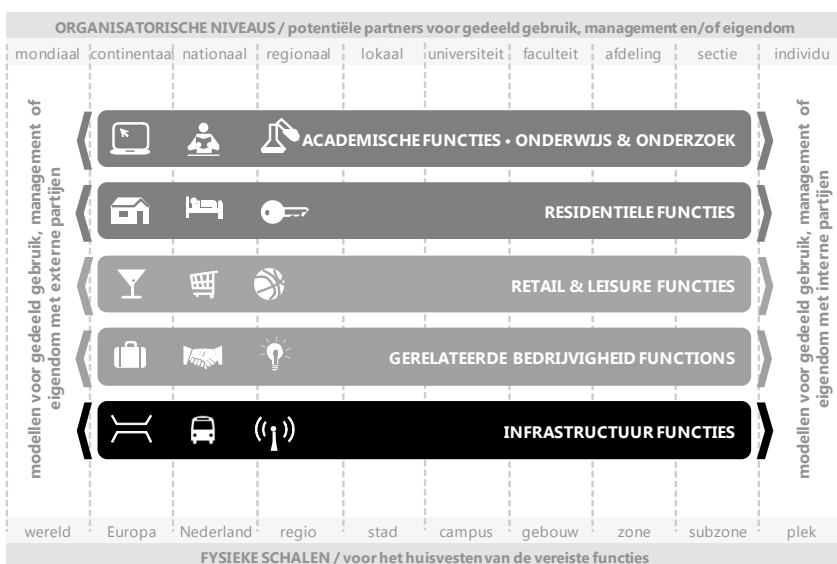 ORGANISATORISCHE NIVEAUS / potentiële partners voor gedeeld gebruik, management en/of eigendom
mondiaal continentaal nationaal regionaal lokaal universiteit faculteit afdeling sectie individu
modellen voor gedeeld gebruik, management of
eigendom met externe partijen
ACADEMISCHE FUNCTIES • ONDERWIJS & ONDERZOEK
RESIDENTIELE FUNCTIES
RETAIL & LEISURE FUNCTIES
GERELATEERDE BEDRIJVIGHEID FUNCTIONS
INFRASTRUCTUUR FUNCTIES
modellen voor gedeeld gebruik, management of
eigendom met interne partijen
wereld Europa Nederland regio stad campus gebouw zone subzone plek
FYSIEKE SCHALEN / voor het huisvesten van de vereiste functies